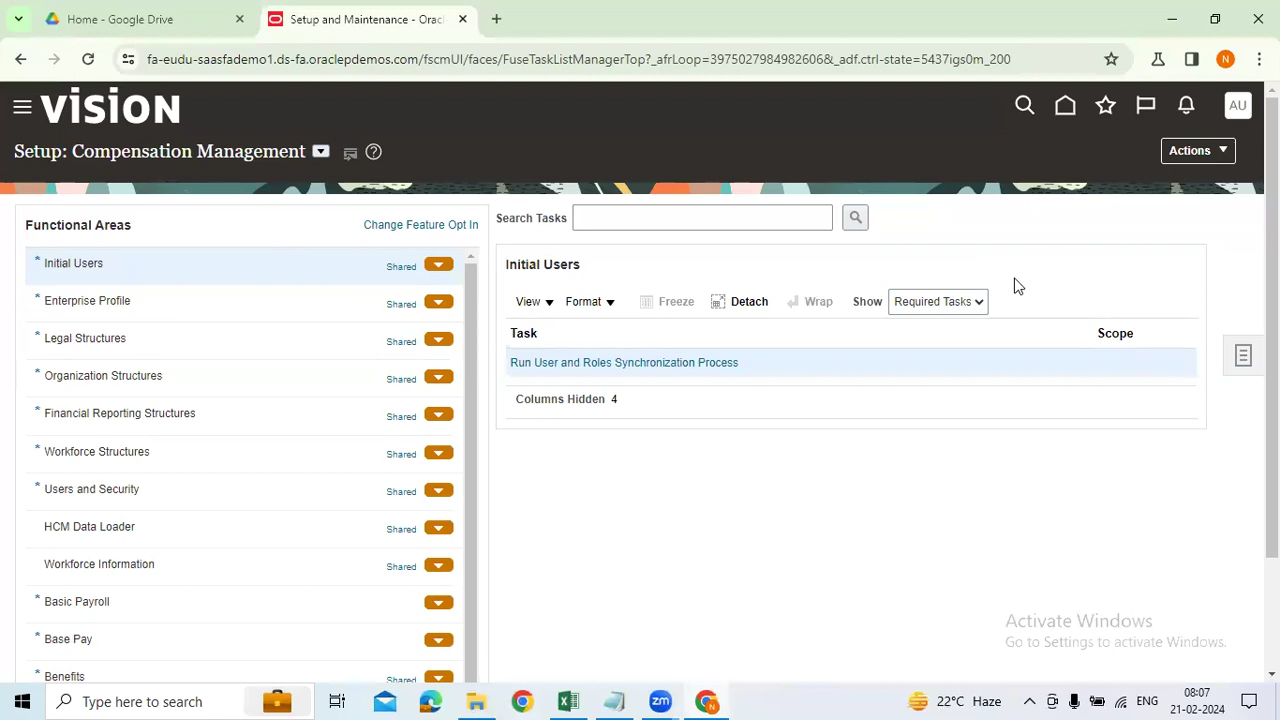 Home - Google Drive
Setup and Maintenance - Orac
fa-eudu-saasfademo1.ds-fa.oraclepdemos.com/fscmUI/faces/FuseTaskListManagerTop?_afrLoop=39750279849826​06&_adf.ctrl-state=5437igs0m_200
N
vision
AU
Setup: Compensation Management
Actions
Functional Areas
Change Feature Opt In
Search Tasks
* Initial Users Shared
* Enterprise Profile Shared
* Legal Structures Shared
* Organization Structures Shared
* Financial Reporting Structures Shared
* Workforce Structures Shared
* Users and Security Shared
HCM Data Loader Shared
Workforce Information Shared
* Basic Payroll
* Base Pay
* Benefits Shared
Initial Users
View Format Freeze Detach Wrap Show Required Tasks
Task Scope
Run User and Roles Synchronization Process
Columns Hidden 4
Activate Windows
Go to Settings to activate Windows.
Type here to search
22°C Haze
ENG
08:07
21-02-2024